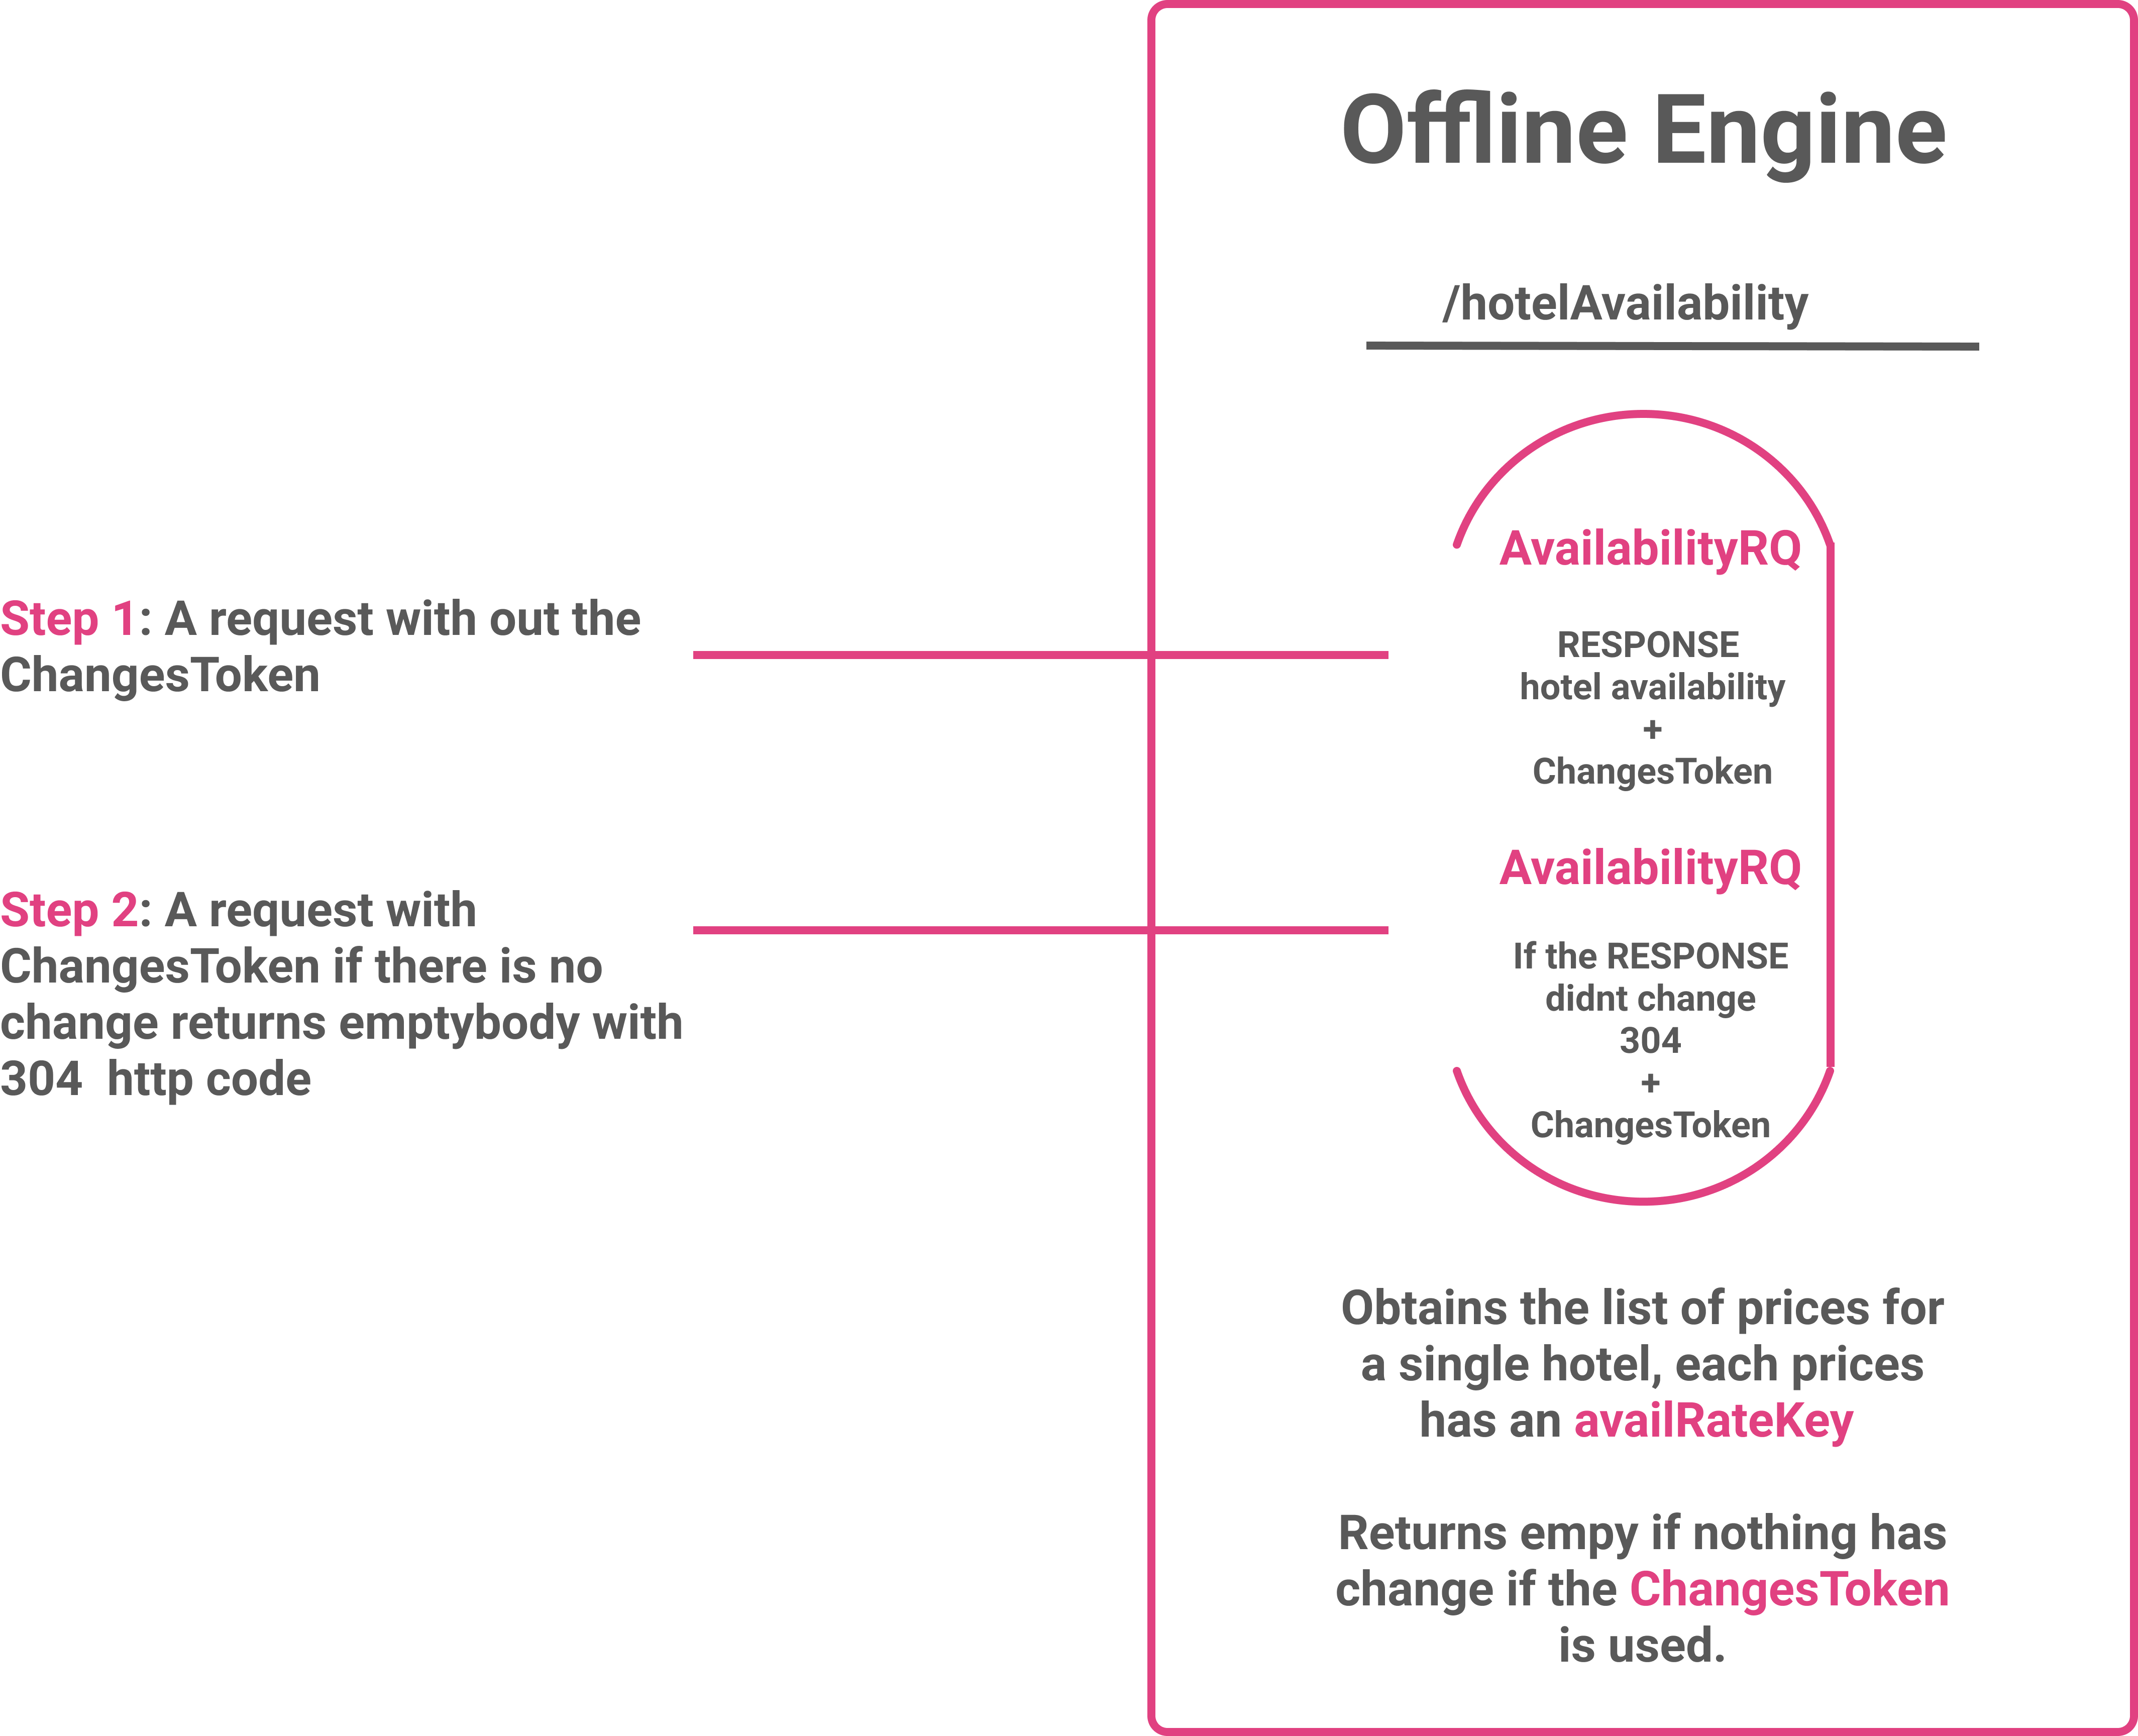 Offline Engine
/hotelAvailability
Step 1: A request with out the
ChangesToken
AvailabilityRQ
RESPONSE
hotel availability
+
ChangesToken
Step 2: A request with
ChangesToken if there is no
change returns emptybody with
304  http code
AvailabilityRQ
If the RESPONSE
didnt change
304
+
ChangesToken
Obtains the list of prices for
a single hotel, each prices
has an availRateKey
Returns empy if nothing has
change if the ChangesToken
is used.